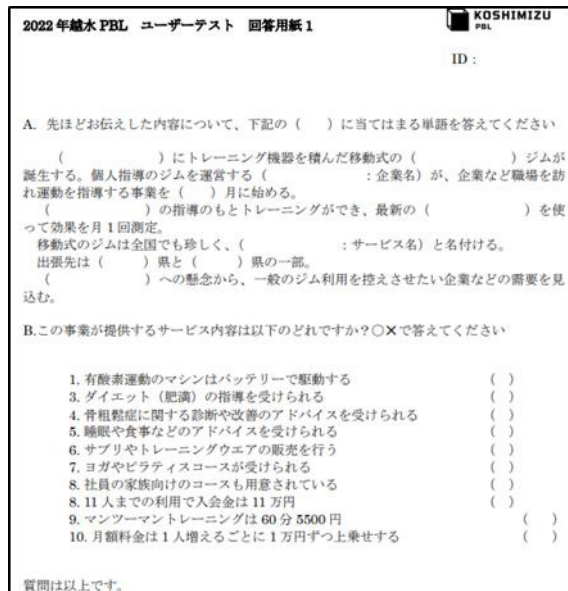 2022年越水PBL　ユーザーテスト　回答用紙1
KOSHIMIZU
PBL
ID：
A. 先ほどお伝えした内容について、下記の（　　）に当てはまる単語を答えてください
（　　　　　　　）にトレーニング機器を積んだ移動式の（　　　　　　　）ジムが
誕生する。個人指導のジムを運営する（　　　　　　　：企業名）が、企業など職場を訪
れ運動を指導する事業を（　　）月に始める。
（　　　　　　　）の指導のもとトレーニングができ、最新の（　　　　　　　）を使
って効果を月1回測定。
移動式のジムは全国でも珍しく、（　　　　　　　：サービス名）と名付ける。
出張先は（　　　）県と（　　　）県の一部。
（　　　　　　　）への懸念から、一般のジム利用を控えさせたい企業などの需要を見
込む。
B.この事業が提供するサービス内容は以下のどれですか？○✕で答えてください
1. 有酸素運動のマシンはバッテリーで駆動する　（　）
3. ダイエット（肥満）の指導を受けられる　（　）
4. 骨粗鬆症に関する診断や改善のアドバイスを受けられる　（　）
5. 睡眠や食事などのアドバイスを受けられる　（　）
6. サプリやトレーニングウエアの販売を行う　（　）
7. ヨガやピラティスコースが受けられる　（　）
8. 社員の家族向けのコースも用意されている　（　）
8. 11人までの利用で入会金は11万円　（　）
9. マンツーマントレーニングは60分5500円　（　　）
10. 月額料金は1人増えるごとに1万円ずつ上乗せする　（　　）
質問は以上です。